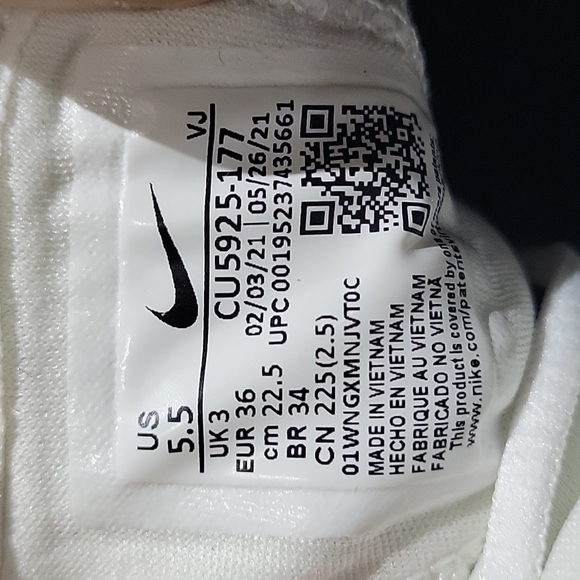 US VJ
5.5
UK 3 CU5925-177
EUR 36 02/03/21 | 05/26/21
cm 22.5 UPC 00195237435661
BR 34
CN 225(2.5)
01WNGXMNJVT0C
MADE IN VIETNAM
HECHO EN VIETNAM
FABRIQUE AU VIETNAM
FABRICADO NO VIETNÃ
This product is covered by
www.nike.com/patents